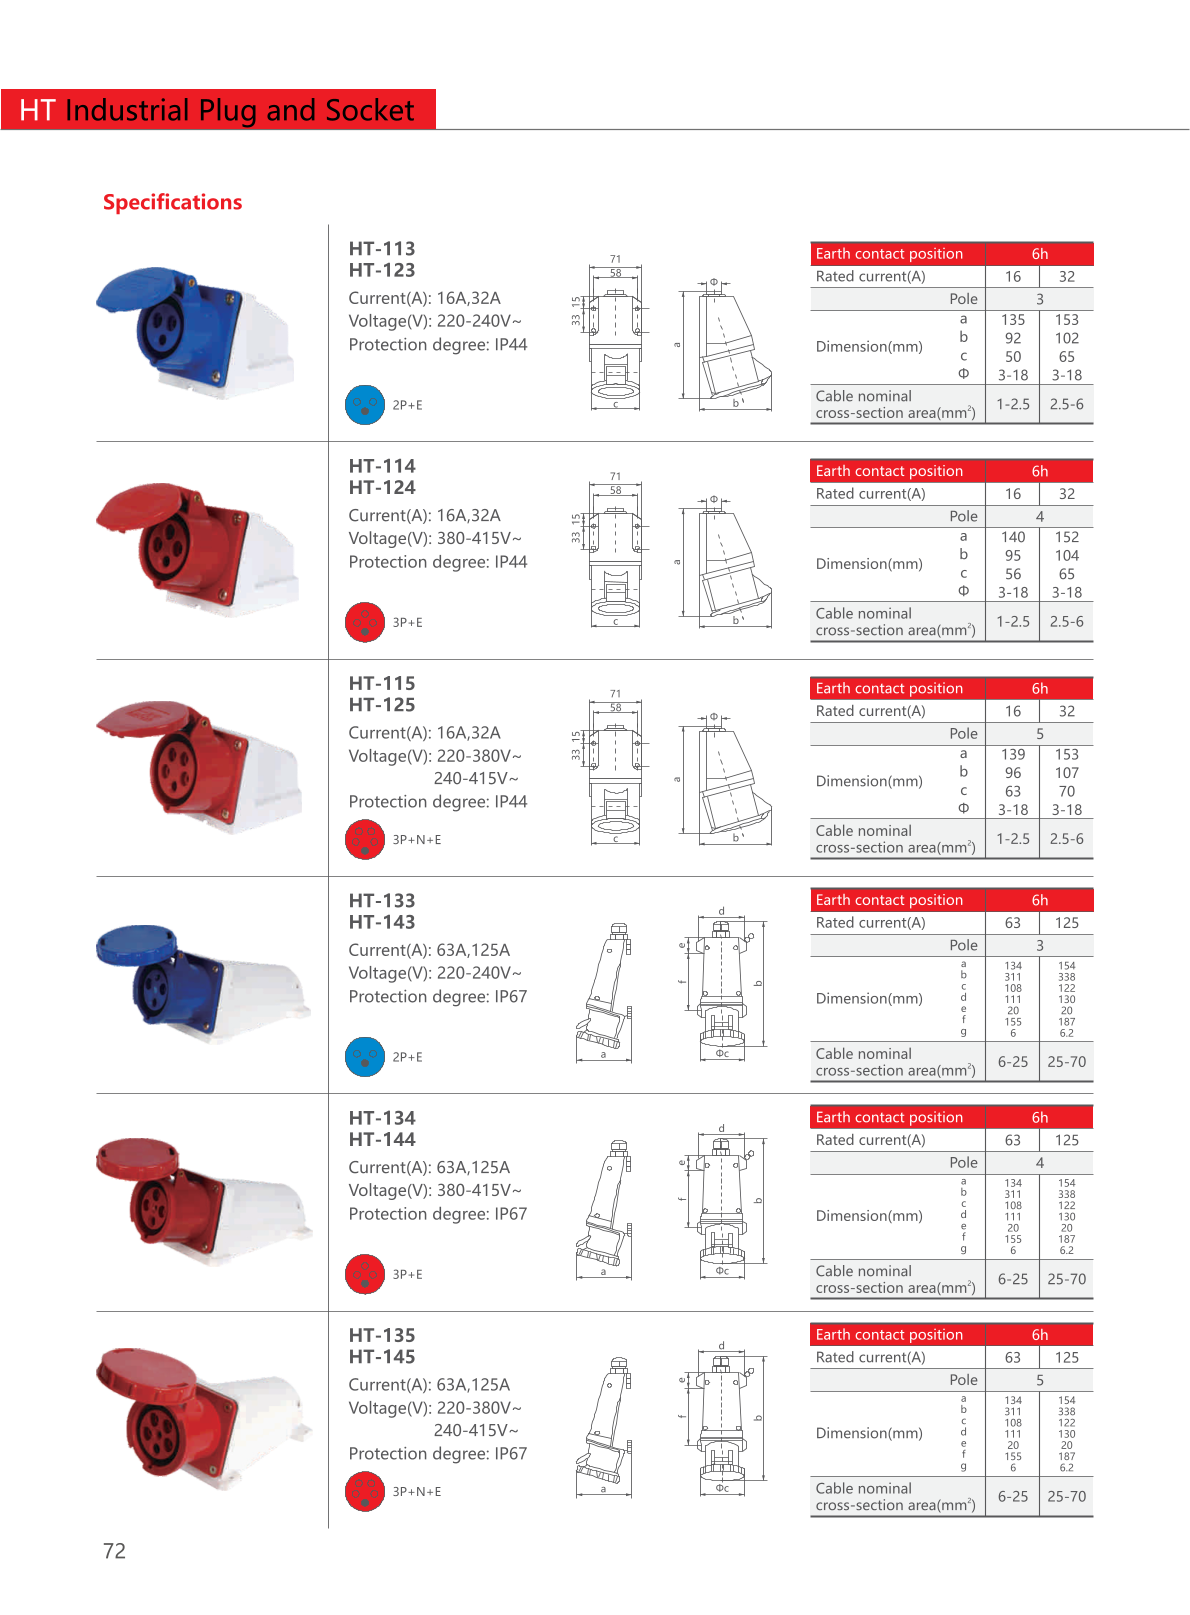 HT Industrial Plug and Socket
Specifications
HT-113
HT-123
Current(A): 16A,32A
Voltage(V): 220-240V~
Protection degree: IP44
2P+E
71
58
15
33
c
Φ
a
b
Earth contact position 6h
Rated current(A) 16 32
Pole 3
Dimension(mm)
a 135 153
b 92 102
c 50 65
Φ 3-18 3-18
Cable nominal
cross-section area(mm²) 1-2.5 2.5-6
HT-114
HT-124
Current(A): 16A,32A
Voltage(V): 380-415V~
Protection degree: IP44
3P+E
71
58
15
33
c
Φ
a
b
Earth contact position 6h
Rated current(A) 16 32
Pole 4
Dimension(mm)
a 140 152
b 95 104
c 56 65
Φ 3-18 3-18
Cable nominal
cross-section area(mm²) 1-2.5 2.5-6
HT-115
HT-125
Current(A): 16A,32A
Voltage(V): 220-380V~
240-415V~
Protection degree: IP44
3P+N+E
71
58
15
33
c
Φ
a
b
Earth contact position 6h
Rated current(A) 16 32
Pole 5
Dimension(mm)
a 139 153
b 96 107
c 63 70
Φ 3-18 3-18
Cable nominal
cross-section area(mm²) 1-2.5 2.5-6
HT-133
HT-143
Current(A): 63A,125A
Voltage(V): 220-240V~
Protection degree: IP67
2P+E
a
d
e
f
b
Φc
Earth contact position 6h
Rated current(A) 63 125
Pole 3
Dimension(mm)
a 134 154
b 311 338
c 108 122
d 111 130
e 20 20
f 155 187
g 6 6.2
Cable nominal
cross-section area(mm²) 6-25 25-70
HT-134
HT-144
Current(A): 63A,125A
Voltage(V): 380-415V~
Protection degree: IP67
3P+E
a
d
e
f
b
Φc
Earth contact position 6h
Rated current(A) 63 125
Pole 4
Dimension(mm)
a 134 154
b 311 338
c 108 122
d 111 130
e 20 20
f 155 187
g 6 6.2
Cable nominal
cross-section area(mm²) 6-25 25-70
HT-135
HT-145
Current(A): 63A,125A
Voltage(V): 220-380V~
240-415V~
Protection degree: IP67
3P+N+E
a
d
e
f
b
Φc
Earth contact position 6h
Rated current(A) 63 125
Pole 5
Dimension(mm)
a 134 154
b 311 338
c 108 122
d 111 130
e 20 20
f 155 187
g 6 6.2
Cable nominal
cross-section area(mm²) 6-25 25-70
72